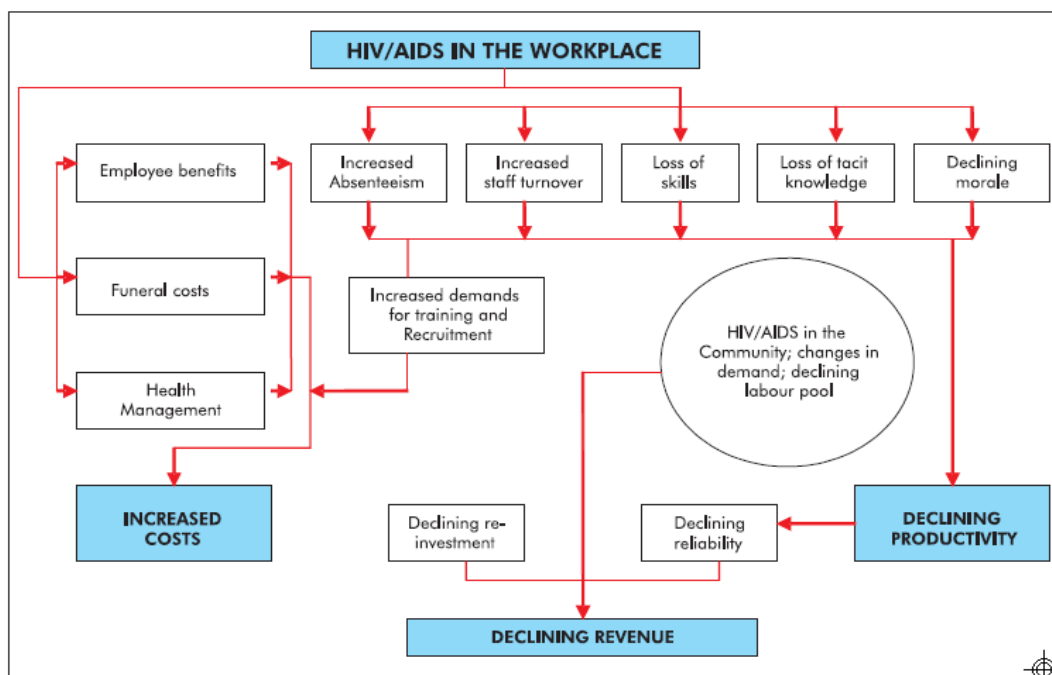 HIV/AIDS IN THE WORKPLACE
Employee benefits
Increased
Absenteeism
Increased
staff turnover
Loss of
skills
Loss of tacit
knowledge
Declining
morale
Funeral costs
Increased demands
for training and
Recruitment
HIV/AIDS in the
Community; changes in
demand; declining
labour pool
Health
Management
INCREASED
COSTS
Declining re-
investment
Declining
reliability
DECLINING
PRODUCTIVITY
DECLINING REVENUE